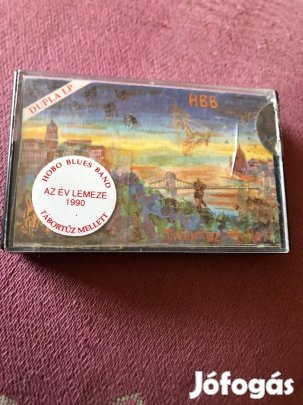 DUPLA LP
HBB
HOBO BLUES BAND
AZ ÉV LEMEZE
1990
TÁBORTŰZ MELLETT
Jófogás